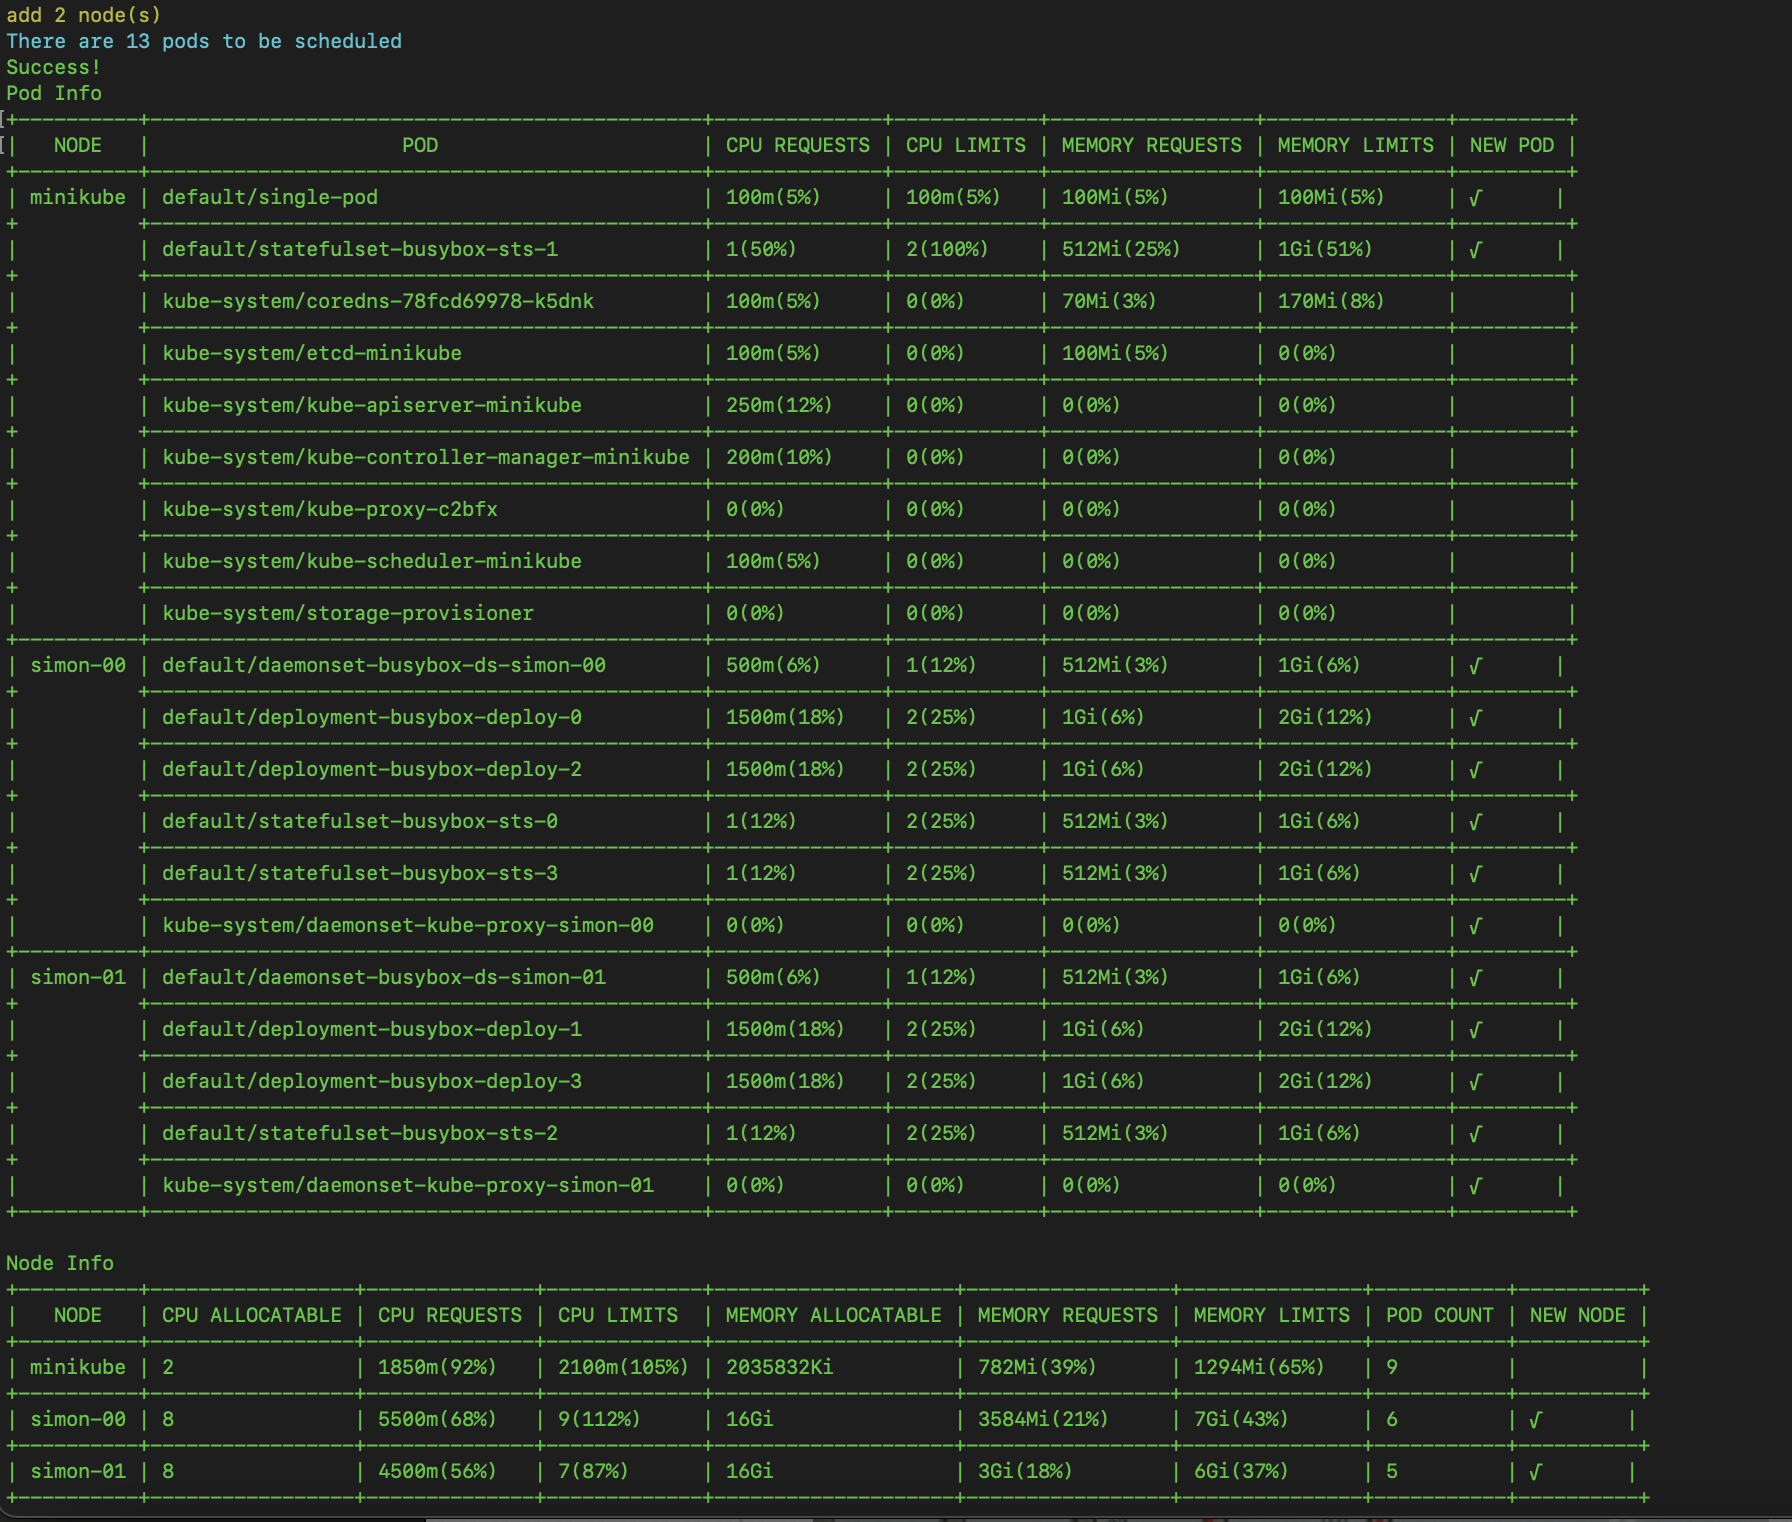 add 2 node(s)
There are 13 pods to be scheduled
Success!
Pod Info
| NODE | POD | CPU REQUESTS | CPU LIMITS | MEMORY REQUESTS | MEMORY LIMITS | NEW POD |
| minikube | default/single-pod | 100m(5%) | 100m(5%) | 100Mi(5%) | 100Mi(5%) | √ |
| | default/statefulset-busybox-sts-1 | 1(50%) | 2(100%) | 512Mi(25%) | 1Gi(51%) | √ |
| | kube-system/coredns-78fcd69978-k5dnk | 100m(5%) | 0(0%) | 70Mi(3%) | 170Mi(8%) | |
| | kube-system/etcd-minikube | 100m(5%) | 0(0%) | 100Mi(5%) | 0(0%) | |
| | kube-system/kube-apiserver-minikube | 250m(12%) | 0(0%) | 0(0%) | 0(0%) | |
| | kube-system/kube-controller-manager-minikube | 200m(10%) | 0(0%) | 0(0%) | 0(0%) | |
| | kube-system/kube-proxy-c2bfx | 0(0%) | 0(0%) | 0(0%) | 0(0%) | |
| | kube-system/kube-scheduler-minikube | 100m(5%) | 0(0%) | 0(0%) | 0(0%) | |
| | kube-system/storage-provisioner | 0(0%) | 0(0%) | 0(0%) | 0(0%) | |
| simon-00 | default/daemonset-busybox-ds-simon-00 | 500m(6%) | 1(12%) | 512Mi(3%) | 1Gi(6%) | √ |
| | default/deployment-busybox-deploy-0 | 1500m(18%) | 2(25%) | 1Gi(6%) | 2Gi(12%) | √ |
| | default/deployment-busybox-deploy-2 | 1500m(18%) | 2(25%) | 1Gi(6%) | 2Gi(12%) | √ |
| | default/statefulset-busybox-sts-0 | 1(12%) | 2(25%) | 512Mi(3%) | 1Gi(6%) | √ |
| | default/statefulset-busybox-sts-3 | 1(12%) | 2(25%) | 512Mi(3%) | 1Gi(6%) | √ |
| | kube-system/daemonset-kube-proxy-simon-00 | 0(0%) | 0(0%) | 0(0%) | 0(0%) | √ |
| simon-01 | default/daemonset-busybox-ds-simon-01 | 500m(6%) | 1(12%) | 512Mi(3%) | 1Gi(6%) | √ |
| | default/deployment-busybox-deploy-1 | 1500m(18%) | 2(25%) | 1Gi(6%) | 2Gi(12%) | √ |
| | default/deployment-busybox-deploy-3 | 1500m(18%) | 2(25%) | 1Gi(6%) | 2Gi(12%) | √ |
| | default/statefulset-busybox-sts-2 | 1(12%) | 2(25%) | 512Mi(3%) | 1Gi(6%) | √ |
| | kube-system/daemonset-kube-proxy-simon-01 | 0(0%) | 0(0%) | 0(0%) | 0(0%) | √ |
Node Info
| NODE | CPU ALLOCATABLE | CPU REQUESTS | CPU LIMITS | MEMORY ALLOCATABLE | MEMORY REQUESTS | MEMORY LIMITS | POD COUNT | NEW NODE |
| minikube | 2 | 1850m(92%) | 2100m(105%) | 2035832Ki | 782Mi(39%) | 1294Mi(65%) | 9 | |
| simon-00 | 8 | 5500m(68%) | 9(112%) | 16Gi | 3584Mi(21%) | 7Gi(43%) | 6 | √ |
| simon-01 | 8 | 4500m(56%) | 7(87%) | 16Gi | 3Gi(18%) | 6Gi(37%) | 5 | √ |